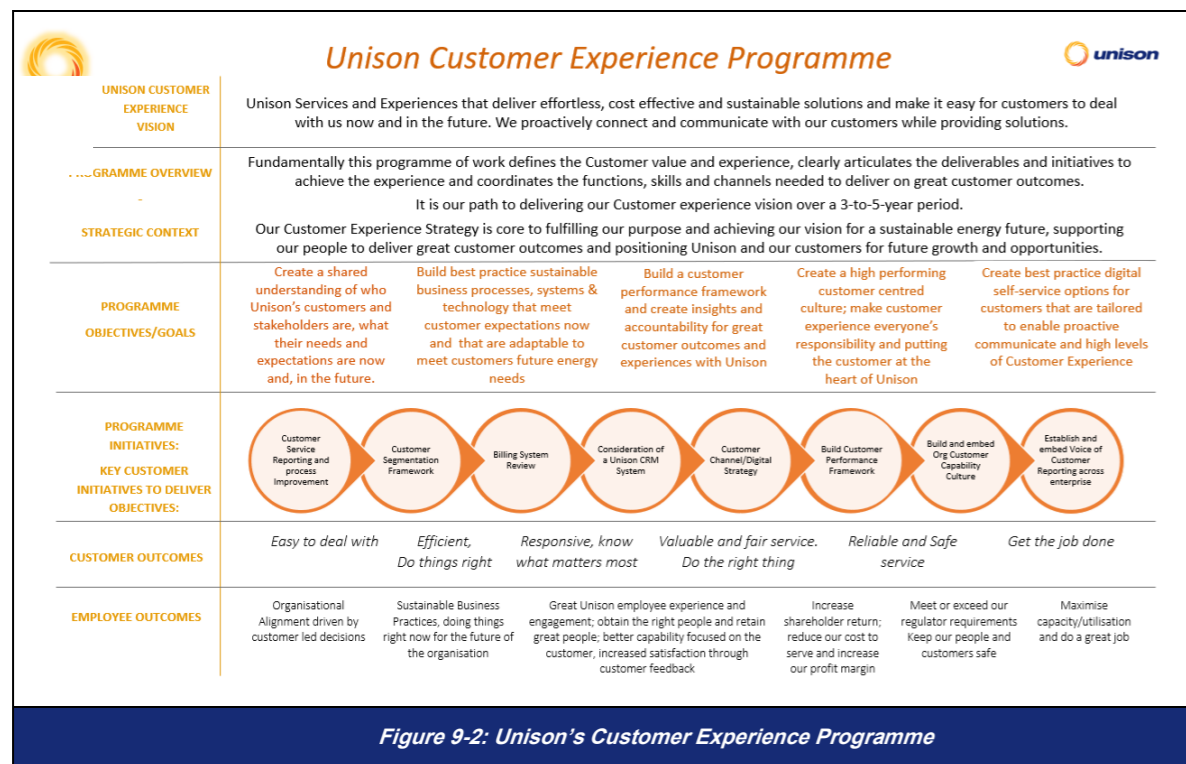 Unison Customer Experience Programme
unison
UNISON CUSTOMER
EXPERIENCE
VISION
Unison Services and Experiences that deliver effortless, cost effective and sustainable solutions and make it easy for customers to deal
with us now and in the future. We proactively connect and communicate with our customers while providing solutions.
OVERVIEW
Fundamentally this programme of work defines the Customer value and experience, clearly articulates the deliverables and initiatives to
achieve the experience and coordinates the functions, skills and channels needed to deliver on great customer outcomes.
It is our path to delivering our Customer experience vision over a 3-to-5-year period.
STRATEGIC CONTEXT
Our Customer Experience Strategy is core to fulfilling our purpose and achieving our vision for a sustainable energy future, supporting
our people to deliver great customer outcomes and positioning Unison and our customers for future growth and opportunities.
PROGRAMME
OBJECTIVES/GOALS
Create a shared
understanding of who
Unison's customers and
stakeholders are, what
their needs and
expectations are now
and, in the future.
Build best practice sustainable
business processes, systems &
technology that meet
customer expectations now
and that are adaptable to
meet customers future energy
needs
Build a customer
performance framework
and create insights and
accountability for great
customer outcomes and
experiences with Unison
Create a high performing
customer centred
culture; make customer
experience everyone's
responsibility and putting
the customer at the
heart of Unison
Create best practice digital
self-service options for
customers that are tailored
to enable proactive
communicate and high levels
of Customer Experience
PROGRAMME
INITIATIVES:
KEY CUSTOMER
INITIATIVES TO DELIVER
OBJECTIVES:
Customer
Service
Reporting and
process
Improvement
Customer
Segmentation
Framework
Billing System
Review
Consideration of
a Unison CRM
System
Customer
Channel/Digital
Strategy
Build Customer
Performance
Framework
Build and embed
Org Customer
Capability
Culture
Establish and
embed Voice of
Customer
Reporting across
enterprise
CUSTOMER OUTCOMES
Easy to deal with
Efficient,
Do things right
Responsive, know
what matters most
Valuable and fair service.
Do the right thing
Reliable and Safe
service
Get the job done
EMPLOYEE OUTCOMES
Organisational
Alignment driven by
customer led decisions
Sustainable Business
Practices, doing things
right now for the future of
the organisation
Great Unison employee experience and
engagement; obtain the right people and retain
great people; better capability focused on the
customer, increased satisfaction through
customer feedback
Increase
shareholder return;
reduce our cost to
serve and increase
our profit margin
Meet or exceed our
regulator requirements
Keep our people and
customers safe
Maximise
capacity/utilisation
and do a great job
Figure 9-2: Unison's Customer Experience Programme